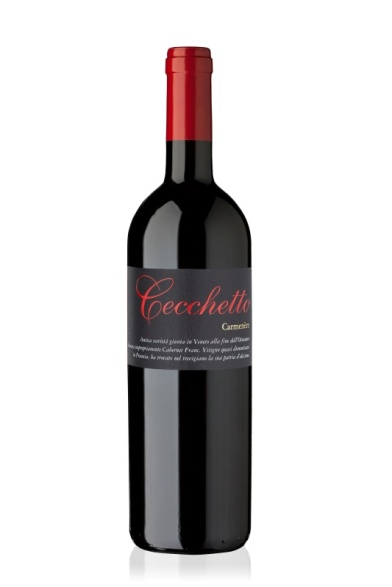 Cecchetto
Carmenère
Antica varietà giunta in Veneto alla fine dell'Ottocento
impropriamente Cabernet Franc. Vitigno quasi dimenticato
in Francia, ha trovato nel trevigiano la sua patria d'elezione.